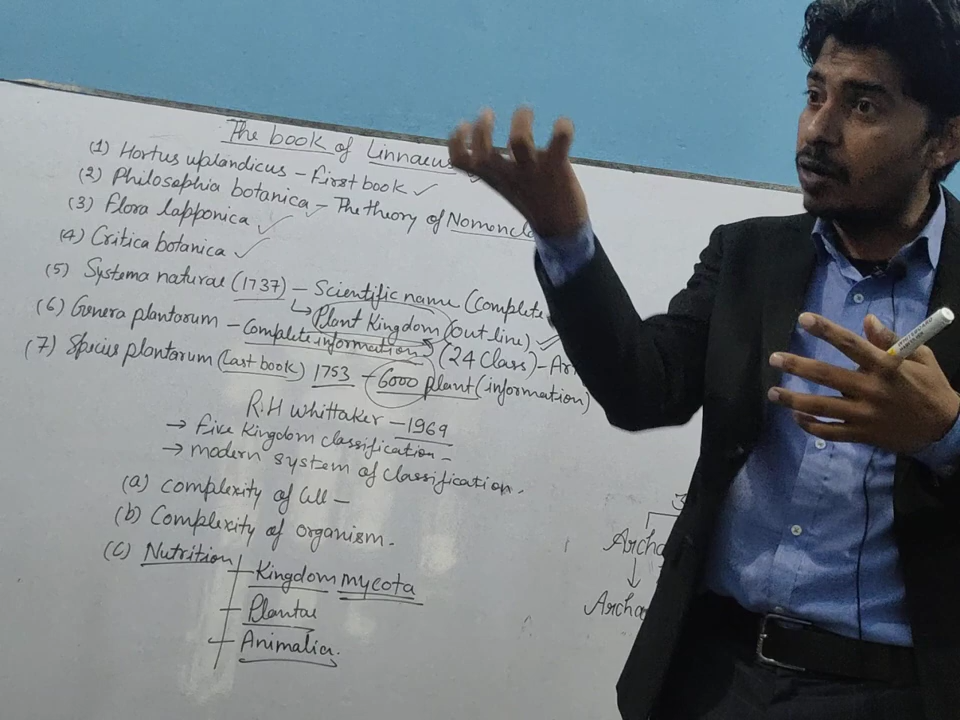 The book of Linnaeus
(1) Hortus uplandicus - First book ✓
(2) Philosophia botanica - The theory of Nomencl
(3) Flora lapponica ✓
(4) Critica botanica ✓
(5) Systema naturae (1737) - Scientific name (complete
↳ Plant Kingdom (out line) ✓
(6) Genera plantarum - Complete information (24 Class) - Ar
(7) Species plantarum (Last book) 1753 - 6000 plant (information)
R.H Whittaker - 1969
→ Five Kingdom classification -
→ modern system of classification.
(a) complexity of Cell -
(b) Complexity of organism.
(c) Nutrition
Kingdom mycota
Plantae
Animalia.
3
Archa
↓
Archa